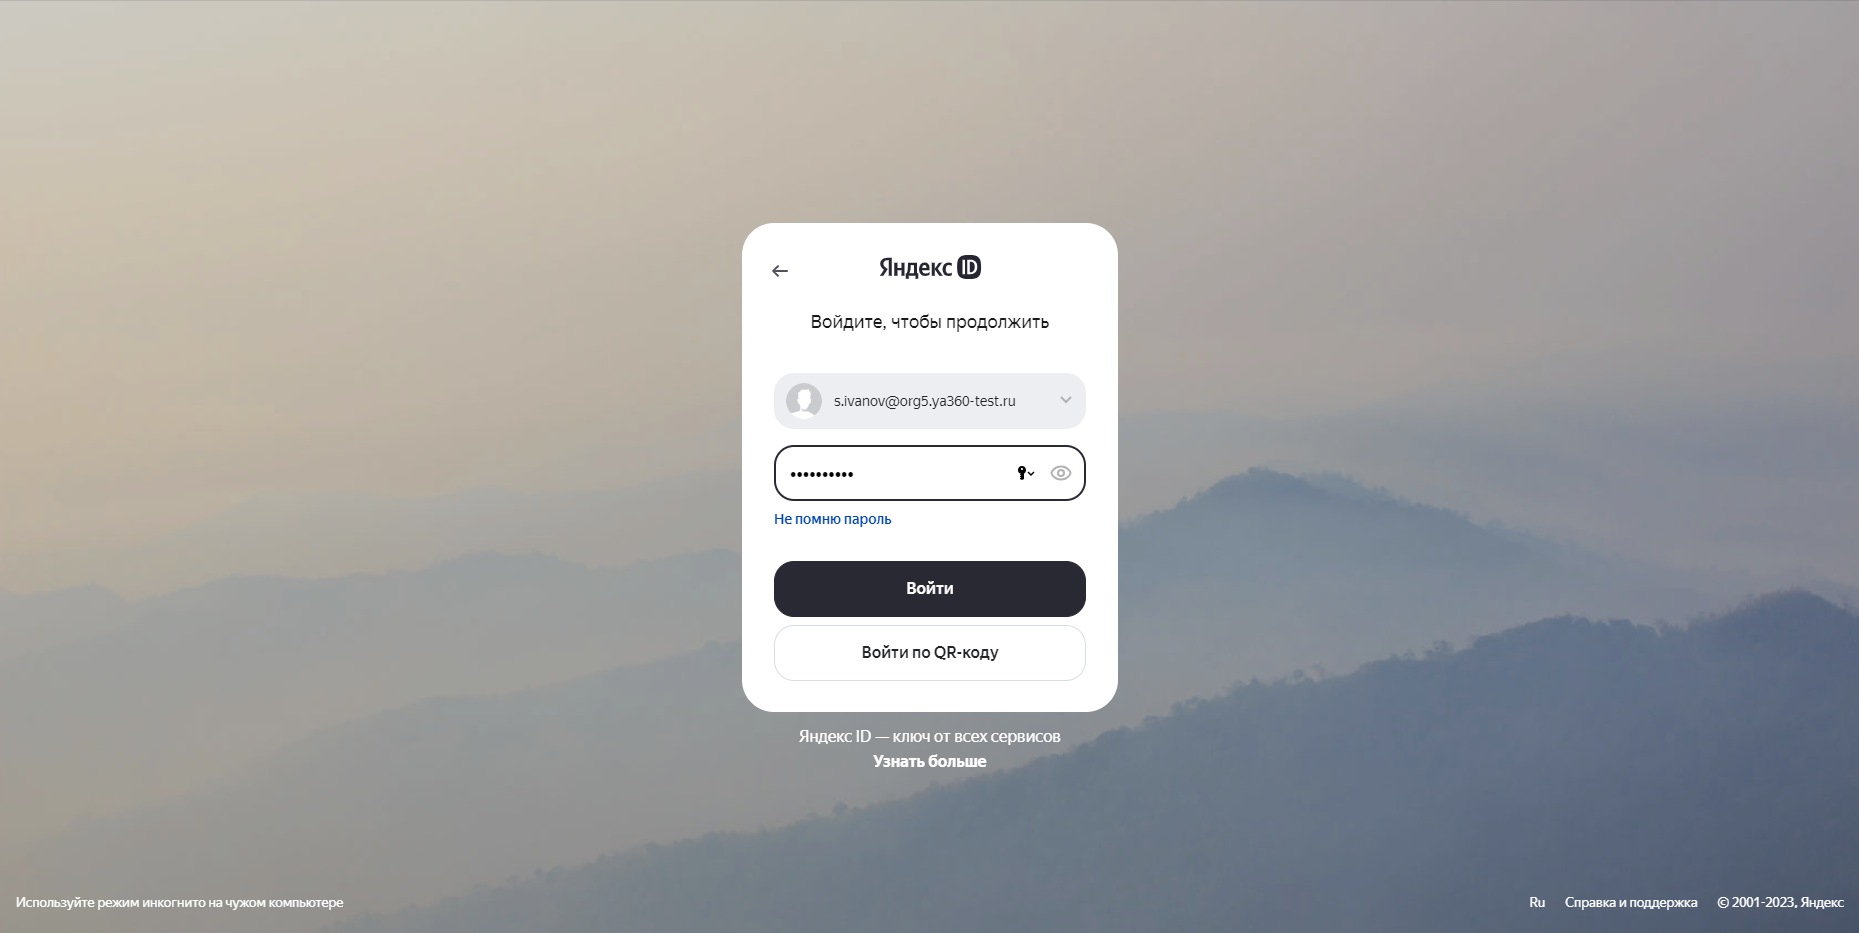 Яндекс ID
Войдите, чтобы продолжить
s.ivanov@org5.ya360-test.ru
••••••••••
Не помню пароль
Войти
Войти по QR-коду
Яндекс ID — ключ от всех сервисов
Узнать больше
Используйте режим инкогнито на чужом компьютере
Ru
Справка и поддержка
© 2001-2023, Яндекс